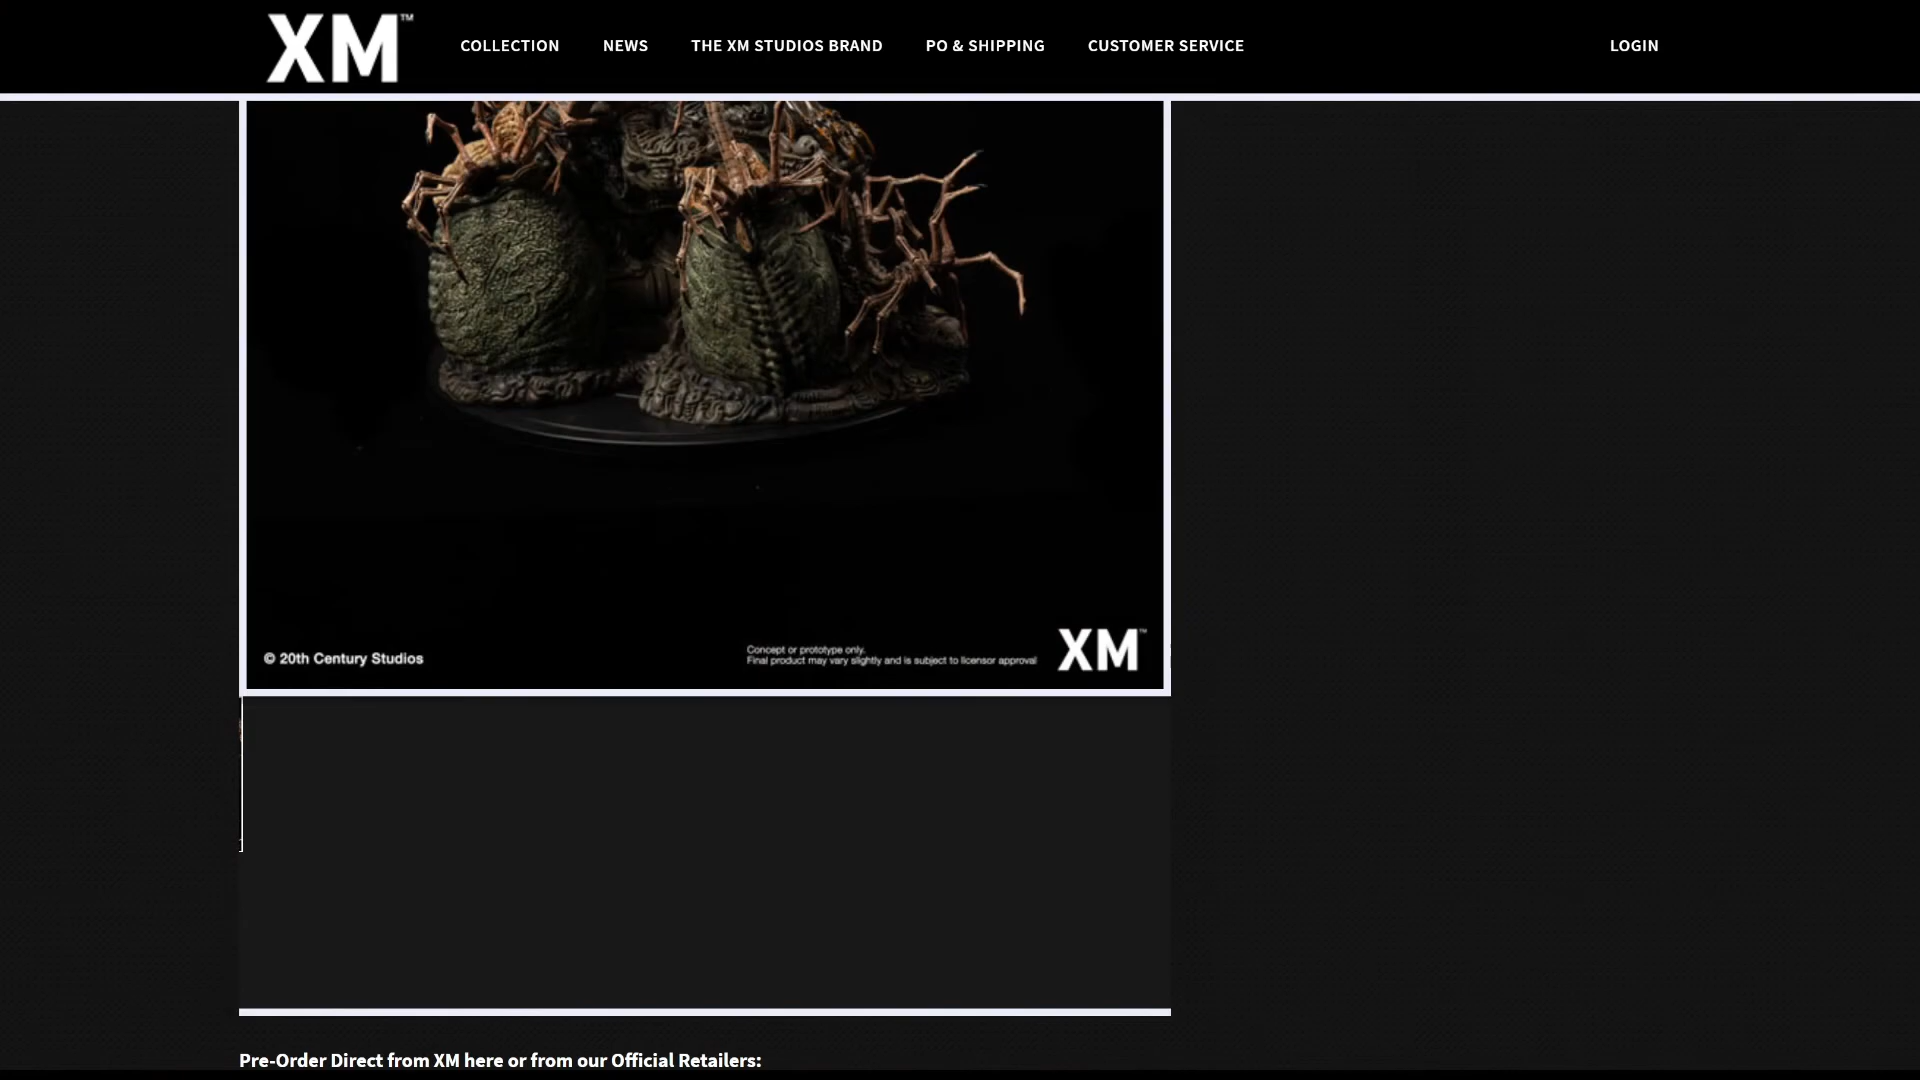 XM™
COLLECTION
NEWS
THE XM STUDIOS BRAND
PO & SHIPPING
CUSTOMER SERVICE
LOGIN
© 20th Century Studios
Concept or prototype only.
Final product may vary slightly and is subject to licensor approval
XM™
Pre-Order Direct from XM here or from our Official Retailers: